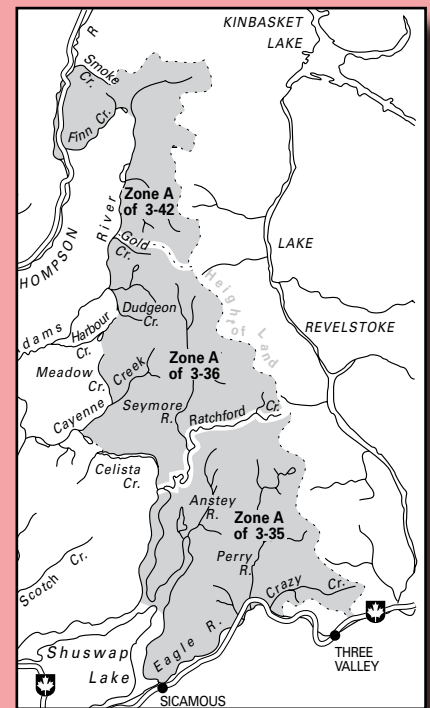 KINBASKET
LAKE
R
Smoke
Cr.
Finn Cr.
Zone A
of 3-42
River
Gold
Cr.
HOMPSON
LAKE
Height of Land
Dudgeon
Cr.
REVELSTOKE
dams
Harbour
Cr.
Zone A
of 3-36
Meadow
Cr.
Cayenne Creek
Seymore
R.
Ratchford Cr.
Celista
Cr.
Anstey
R.
Zone A
of 3-35
Perry
R.
Scotch Cr.
Crazy Cr.
Eagle R.
Shuswap
Lake
THREE
VALLEY
SICAMOUS